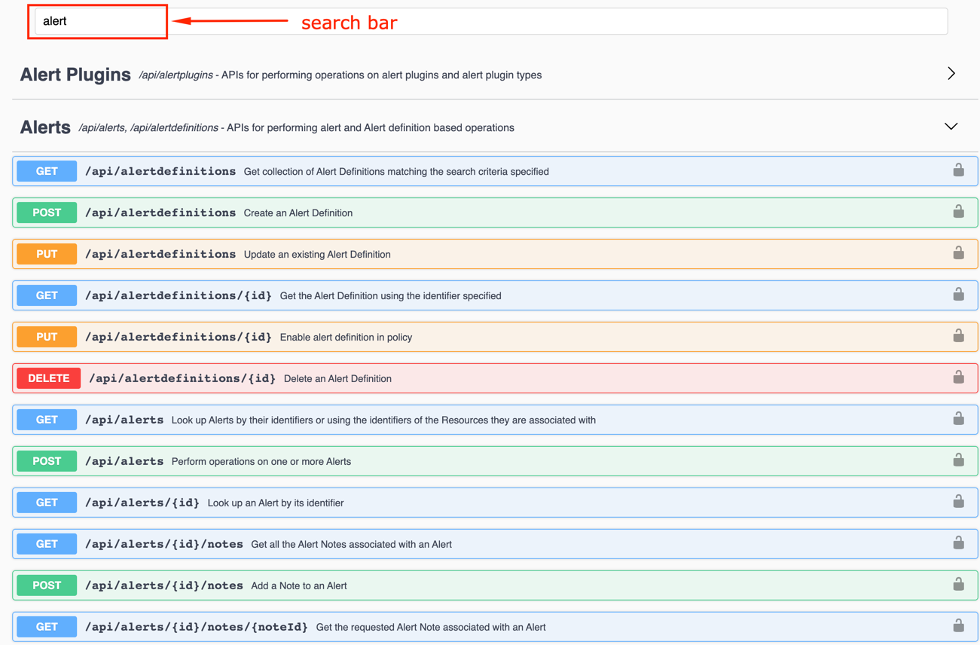 alert
search bar
Alert Plugins /api/alertplugins - APIs for performing operations on alert plugins and alert plugin types
Alerts /api/alerts, /api/alertdefinitions - APIs for performing alert and Alert definition based operations
GET /api/alertdefinitions Get collection of Alert Definitions matching the search criteria specified
POST /api/alertdefinitions Create an Alert Definition
PUT /api/alertdefinitions Update an existing Alert Definition
GET /api/alertdefinitions/{id} Get the Alert Definition using the identifier specified
PUT /api/alertdefinitions/{id} Enable alert definition in policy
DELETE /api/alertdefinitions/{id} Delete an Alert Definition
GET /api/alerts Look up Alerts by their identifiers or using the identifiers of the Resources they are associated with
POST /api/alerts Perform operations on one or more Alerts
GET /api/alerts/{id} Look up an Alert by its identifier
GET /api/alerts/{id}/notes Get all the Alert Notes associated with an Alert
POST /api/alerts/{id}/notes Add a Note to an Alert
GET /api/alerts/{id}/notes/{noteId} Get the requested Alert Note associated with an Alert